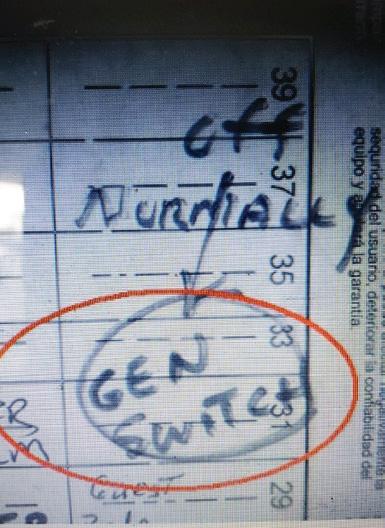 seguridad del usuario, deteriorar la confiabilidad del
equipo y la garantía
39
37
35
33
31
29
Off
NORMALLY
GEN
SWITCH
Guest